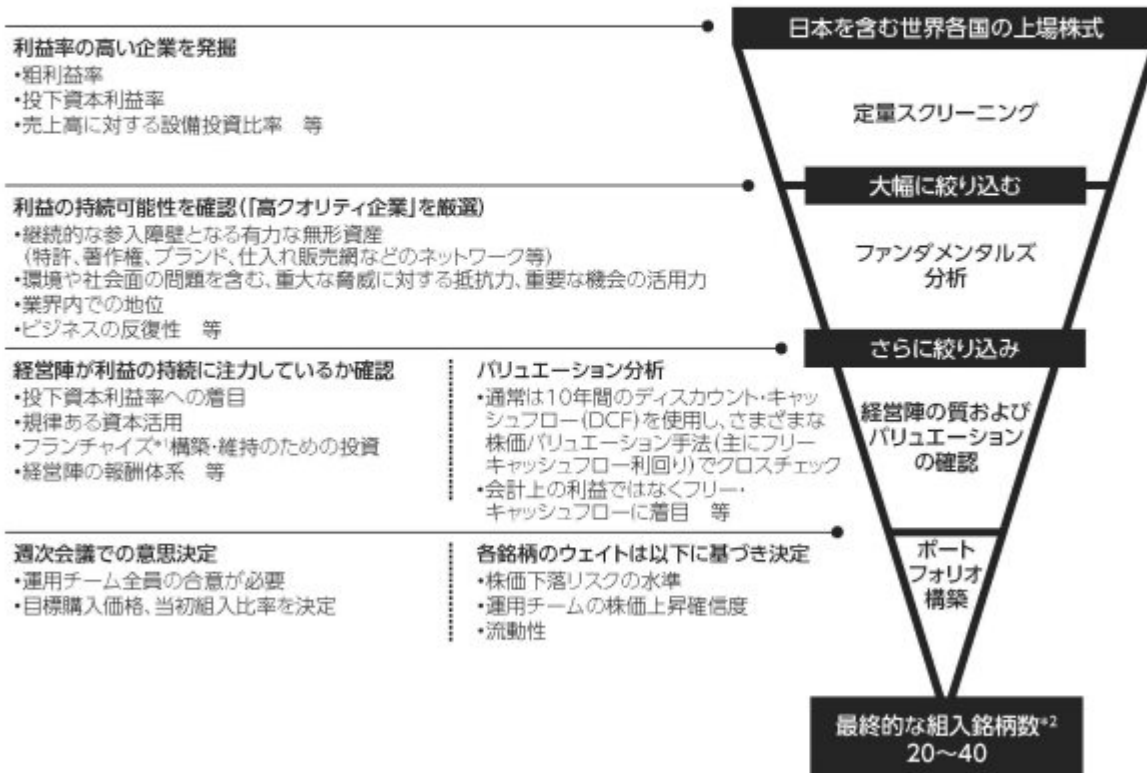 日本を含む世界各国の上場株式
利益率の高い企業を発掘
・粗利益率
・投下資本利益率
・売上高に対する設備投資比率　等
定量スクリーニング
大幅に絞り込む
利益の持続可能性を確認(「高クオリティ企業」を厳選)
・継続的な参入障壁となる有力な無形資産
(特許、著作権、ブランド、仕入れ販売網などのネットワーク等)
・環境や社会面の問題を含む、重大な脅威に対する抵抗力、重要な機会の活用力
・業界内での地位
・ビジネスの反復性　等
ファンダメンタルズ
分析
さらに絞り込み
経営陣が利益の持続に注力しているか確認
・投下資本利益率への着目
・規律ある資本活用
・フランチャイズ*1構築・維持のための投資
・経営陣の報酬体系　等
バリュエーション分析
・通常は10年間のディスカウント・キャッ
シュフロー(DCF)を使用し、さまざまな
株価バリュエーション手法(主にフリー
キャッシュフロー利回り)でクロスチェック
・会計上の利益ではなくフリー・
キャッシュフローに着目　等
経営陣の質および
バリュエーション
の確認
週次会議での意思決定
・運用チーム全員の合意が必要
・目標購入価格、当初組入比率を決定
各銘柄のウェイトは以下に基づき決定
・株価下落リスクの水準
・運用チームの株価上昇確信度
・流動性
ポート
フォリオ
構築
最終的な組入銘柄数*2
20～40